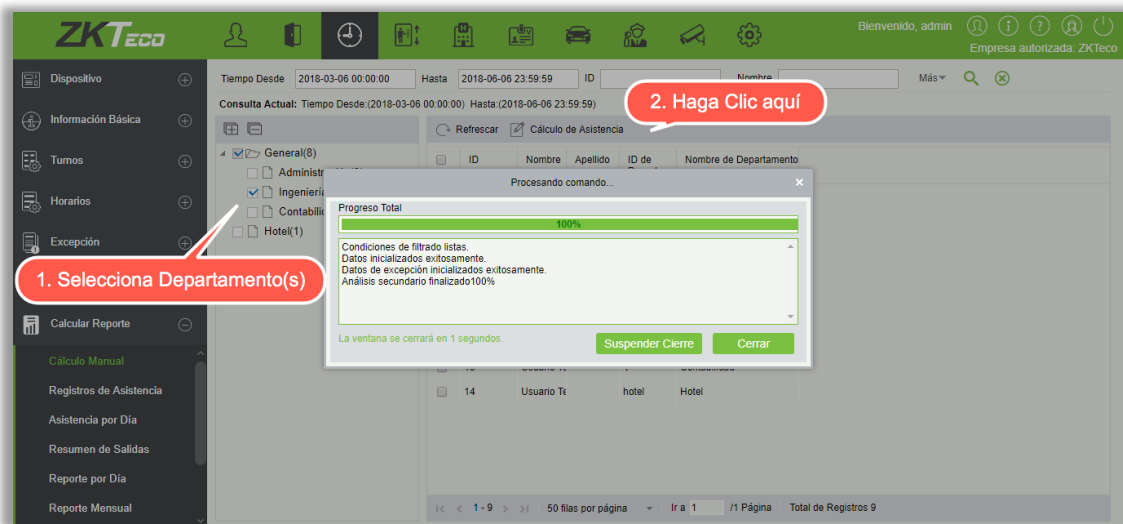 ZKTeco
Bienvenido, admin
Empresa autorizada: ZKTeco
Dispositivo
Información Básica
Turnos
Horarios
Excepción
1. Selecciona Departamento(s)
Calcular Reporte
Cálculo Manual
Registros de Asistencia
Asistencia por Día
Resumen de Salidas
Reporte por Día
Reporte Mensual
Tiempo Desde 2018-03-06 00:00:00 Hasta 2018-06-06 23:59:59 ID Nombre Más
Consulta Actual: Tiempo Desde:(2018-03-06 00:00:00) Hasta:(2018-06-06 23:59:59)
2. Haga Clic aquí
Refrescar Cálculo de Asistencia
General(8)
Ingeniería
Hotel(1)
ID Nombre Apellido ID de Nombre de Departamento
Procesando comando...
Progreso Total
100%
Condiciones de filtrado listas.
Datos inicializados exitosamente.
Datos de excepción inicializados exitosamente.
Análisis secundario finalizado100%
La ventana se cerrará en 1 segundos.
Suspender Cierre Cerrar
14 Usuario Te hotel Hotel
1 - 9 50 filas por página Ir a 1 /1 Página Total de Registros 9